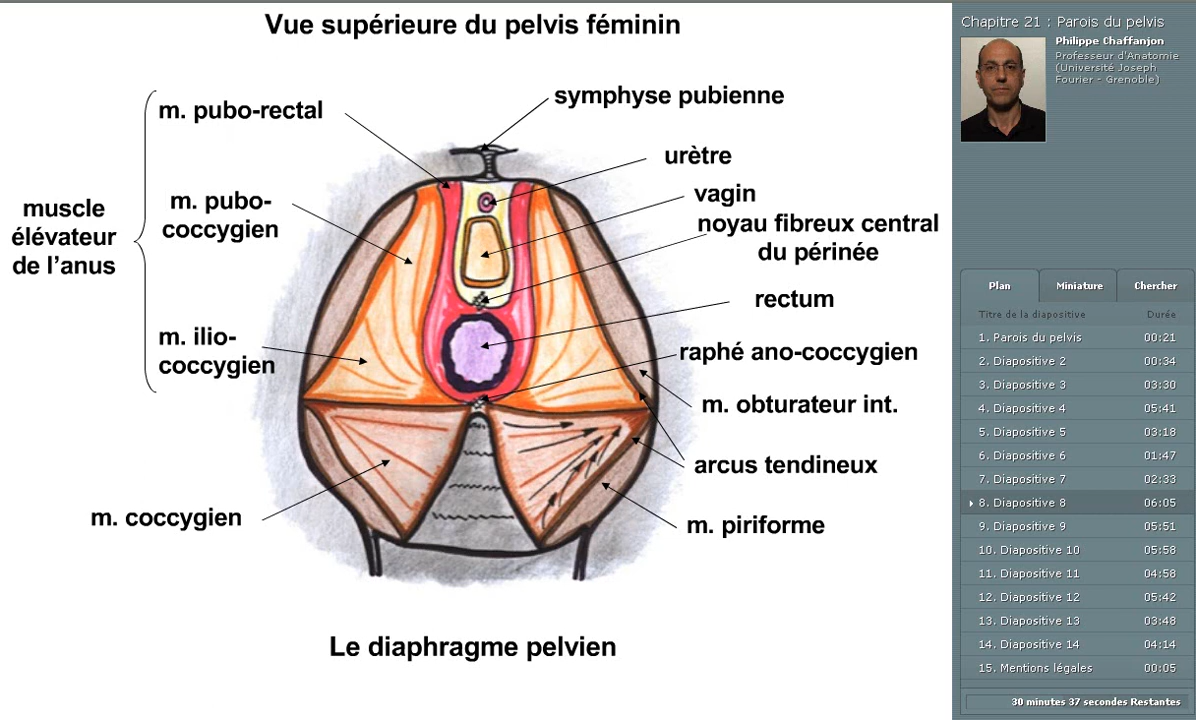 Vue supérieure du pelvis féminin
symphyse pubienne
m. pubo-rectal
urètre
vagin
m. pubo-
coccygien
muscle
élévateur
de l'anus
noyau fibreux central
du périnée
rectum
m. ilio-
coccygien
raphé ano-coccygien
m. obturateur int.
arcus tendineux
m. coccygien
m. piriforme
Le diaphragme pelvien
Chapitre 21 : Parois du pelvis
Philippe Chaffanjon
Professeur d'Anatomie
(Université Joseph
Fourier - Grenoble)
Plan Miniature Chercher
Titre de la diapositive Durée
1. Parois du pelvis 00:21
2. Diapositive 2 00:34
3. Diapositive 3 03:30
4. Diapositive 4 05:41
5. Diapositive 5 03:18
6. Diapositive 6 01:47
7. Diapositive 7 02:33
8. Diapositive 8 06:05
9. Diapositive 9 05:51
10. Diapositive 10 05:58
11. Diapositive 11 04:58
12. Diapositive 12 05:42
13. Diapositive 13 03:48
14. Diapositive 14 04:14
15. Mentions légales 00:05
30 minutes 37 secondes Restantes